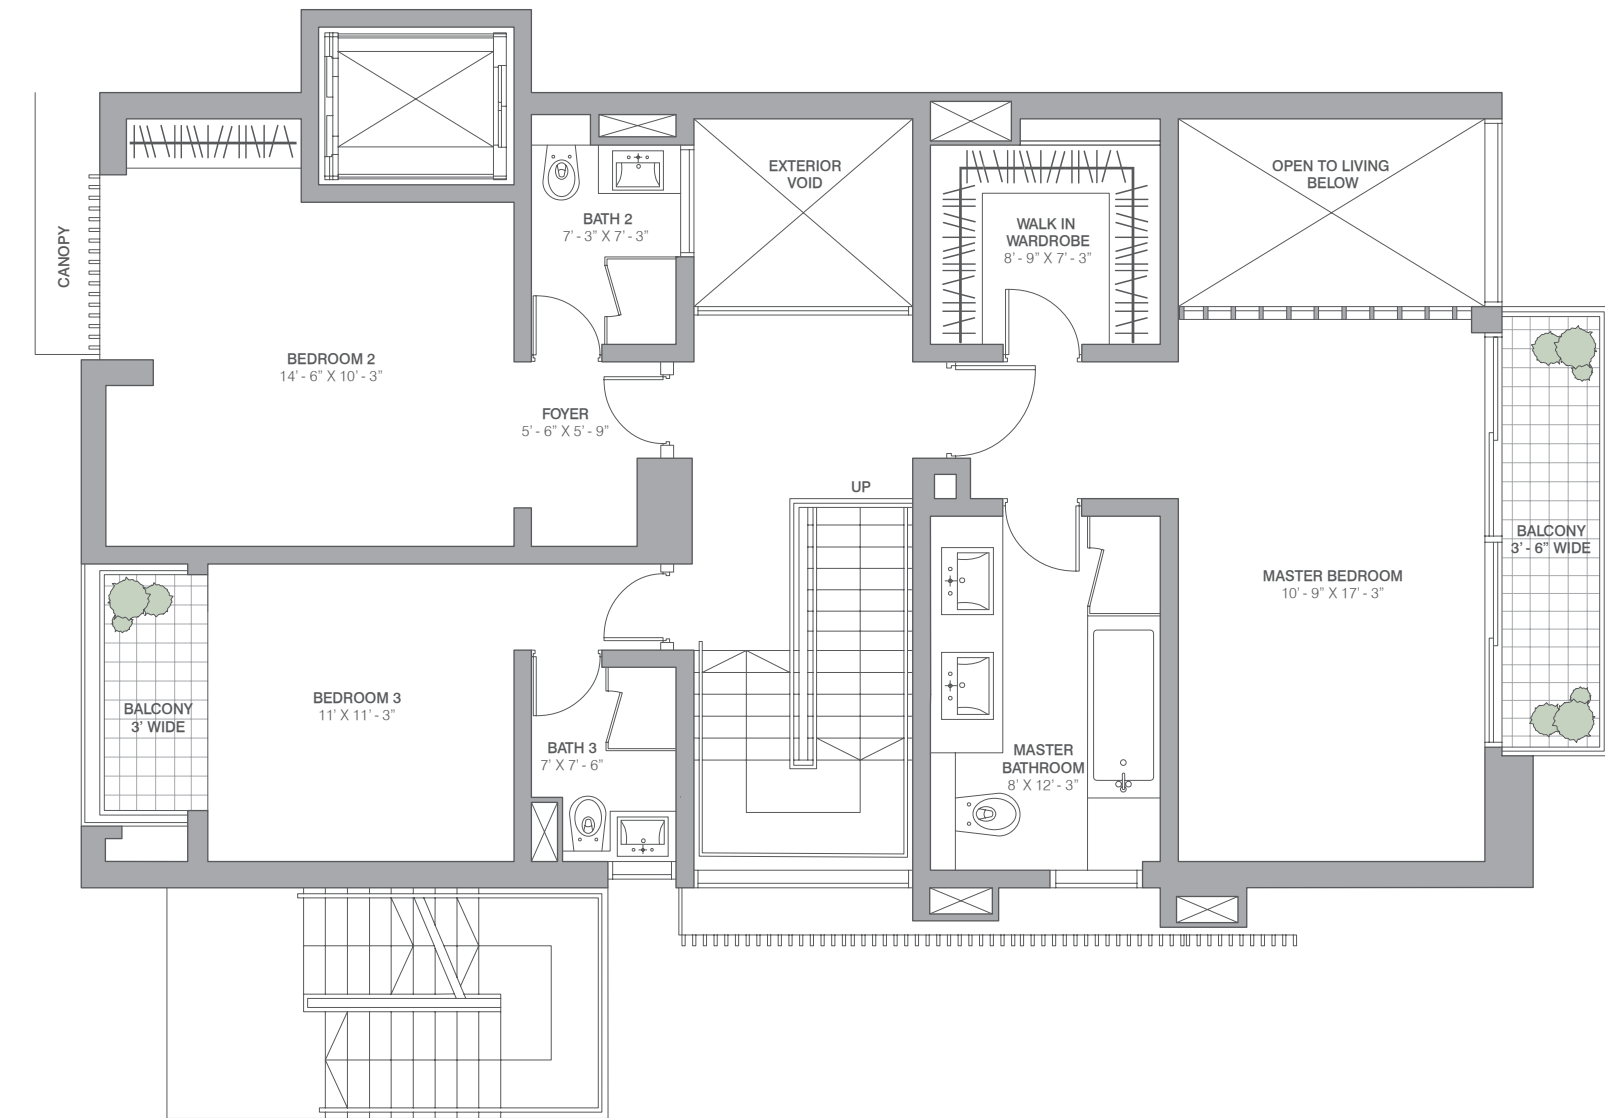 EXTERIOR
VOID
OPEN TO LIVING
BELOW
CANOPY
BATH 2
7' - 3” X 7' - 3”
WALK IN
WARDROBE
8' - 9” X 7' - 3”
BEDROOM 2
14' - 6” X 10' - 3”
FOYER
5' - 6” X 5' - 9”
UP
BALCONY
3' - 6” WIDE
MASTER BEDROOM
10' - 9” X 17' - 3”
BEDROOM 3
11' X 11' - 3”
BALCONY
3' WIDE
BATH 3
7' X 7' - 6”
MASTER
BATHROOM
8' X 12' - 3”